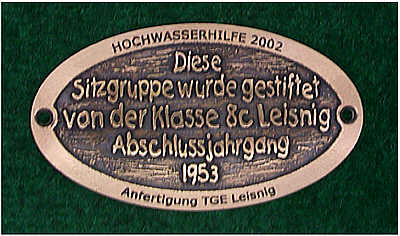 HOCHWASSERHILFE 2002
Diese
Sitzgruppe wurde gestiftet
von der Klasse 8c Leisnig
Abschlussjahrgang
1953
Anfertigung TGE Leisnig